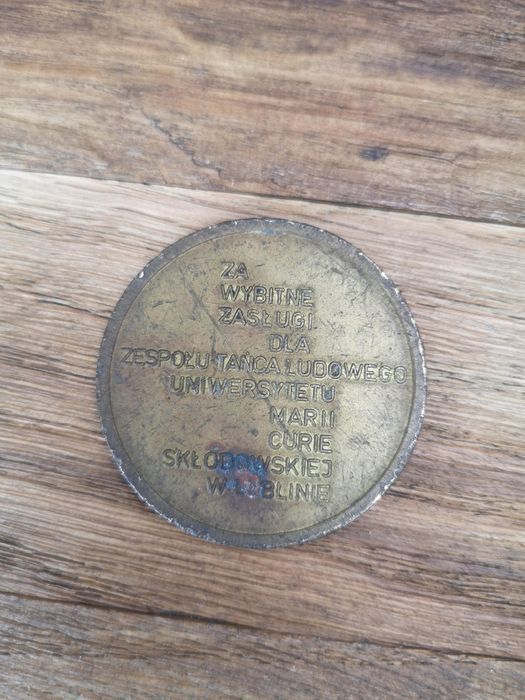 ZA
WYBITNE
ZASŁUGI
DLA
ZESPOŁU TAŃCA LUDOWEGO
UNIWERSYTETU
MARII
CURIE
SKŁODOWSKIEJ
W LUBLINIE